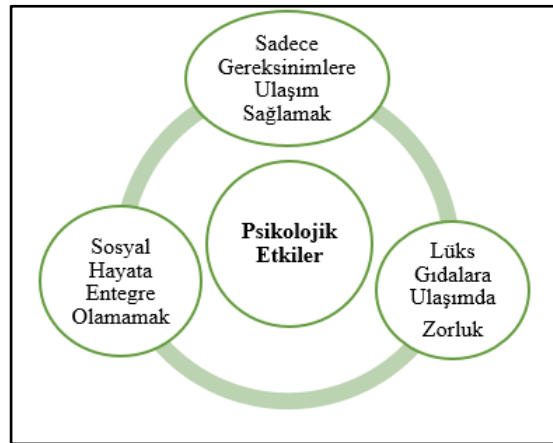 Sadece
Gereksinimlere
Ulaşım
Sağlamak
Psikolojik
Etkiler
Sosyal
Hayata
Entegre
Olamamak
Lüks
Gıdalara
Ulaşımda
Zorluk